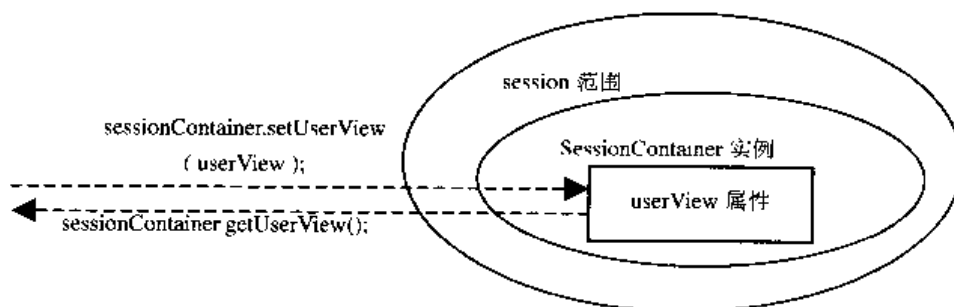 session 范围
sessionContainer.setUserView
( userView );
SessionContainer 实例
userView 属性
sessionContainer getUserView();